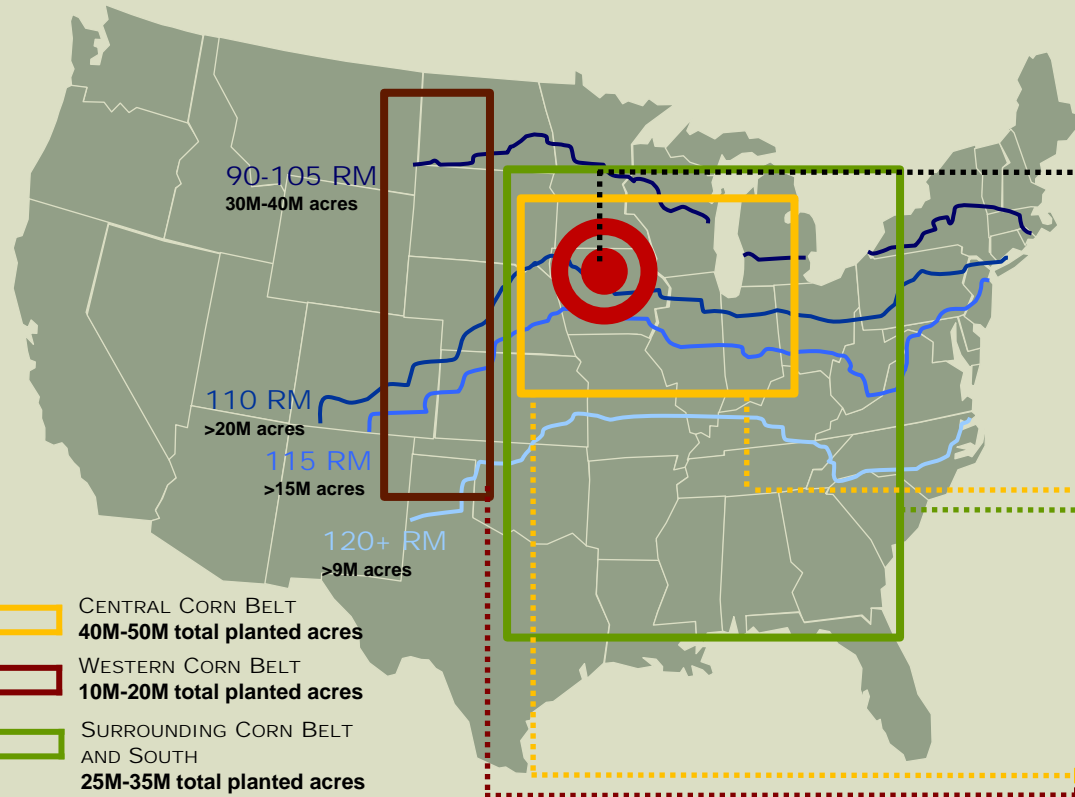 90-105 RM
30M-40M acres
110 RM
>20M acres
115 RM
>15M acres
120+ RM
>9M acres
CENTRAL CORN BELT
40M-50M total planted acres
WESTERN CORN BELT
10M-20M total planted acres
SURROUNDING CORN BELT
AND SOUTH
25M-35M total planted acres